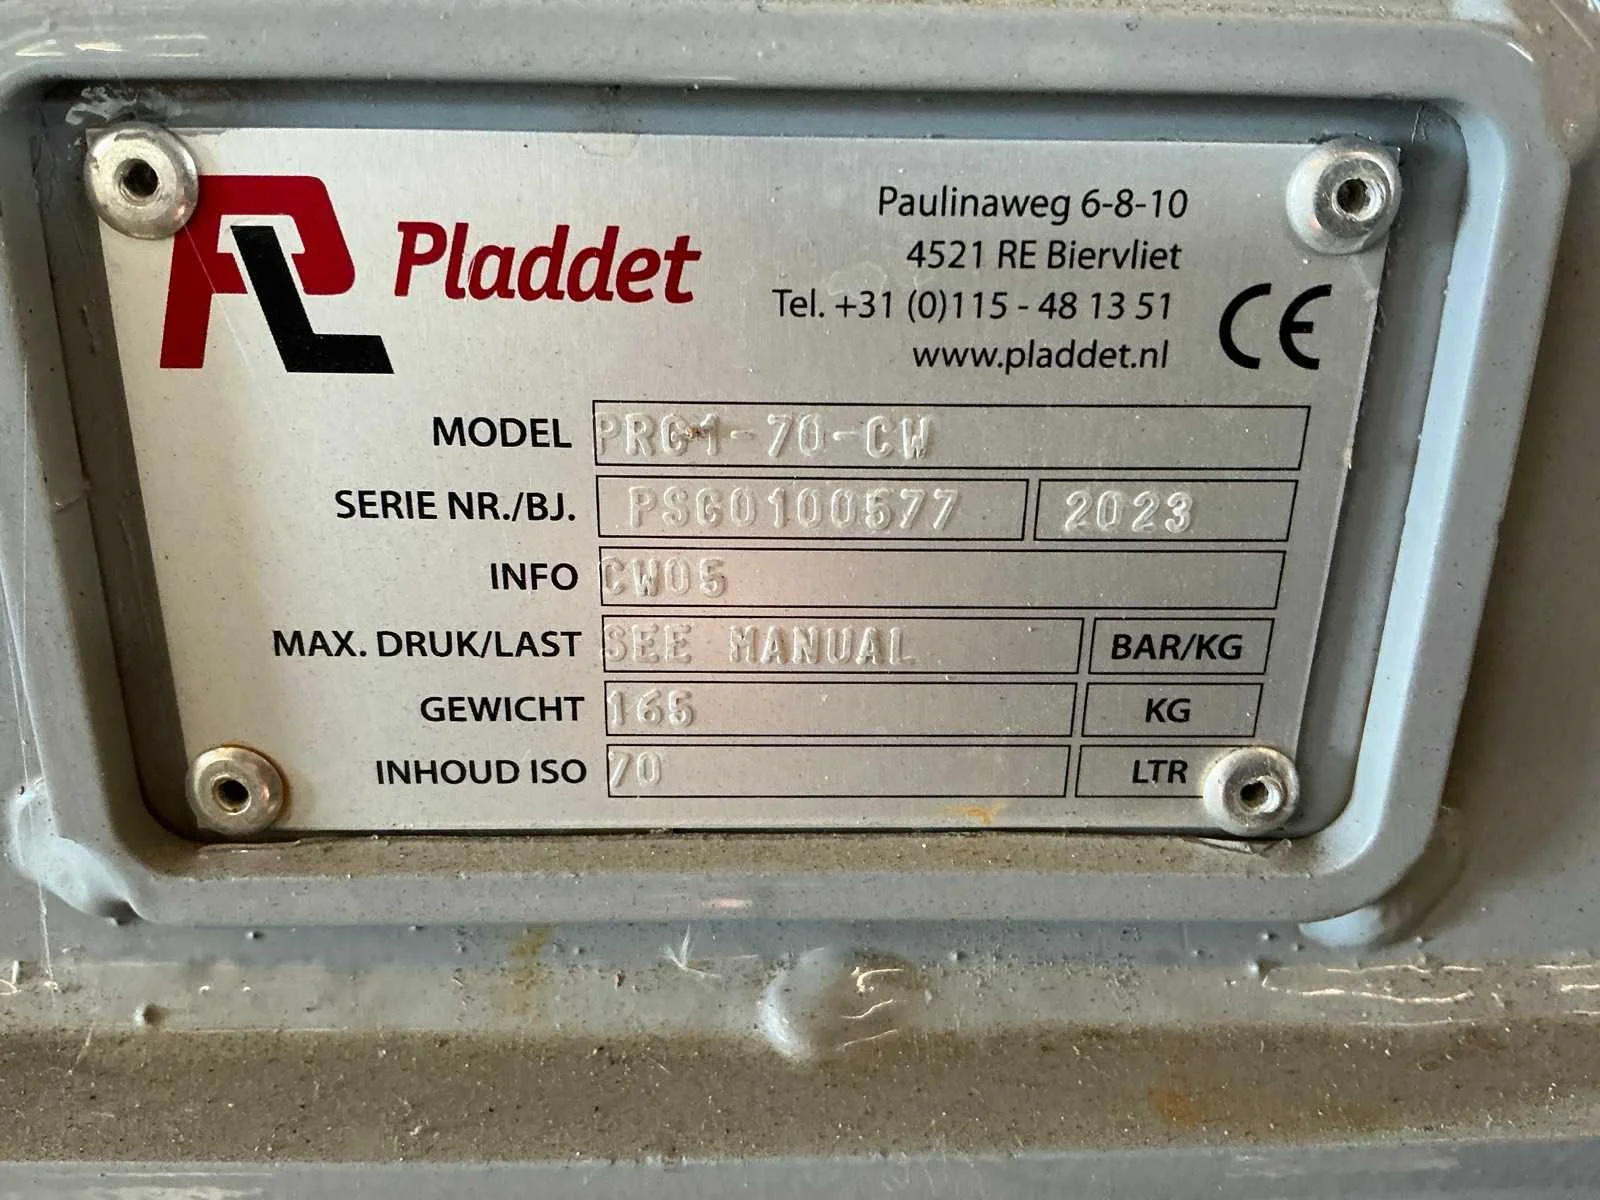 PL Pladdet
Paulinaweg 6-8-10
4521 RE Biervliet
Tel. +31 (0)115 - 48 13 51
www.pladdet.nl
CE
MODEL PRG1-70-CW
SERIE NR./BJ. PSG0100577 2023
INFO CW05
MAX. DRUK/LAST SEE MANUAL BAR/KG
GEWICHT 165 KG
INHOUD ISO 70 LTR